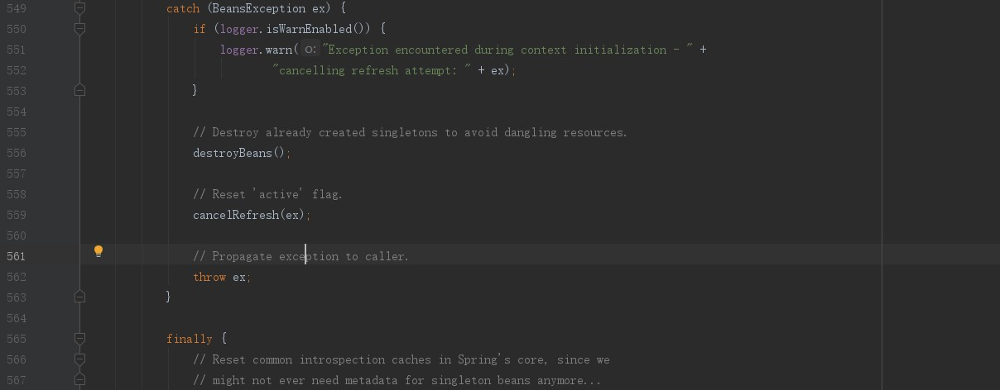 549 catch (BeansException ex) {
550 if (logger.isWarnEnabled()) {
551 logger.warn( o: "Exception encountered during context initialization - " +
552 "cancelling refresh attempt: " + ex);
553 }
554
555 // Destroy already created singletons to avoid dangling resources.
556 destroyBeans();
557
558 // Reset 'active' flag.
559 cancelRefresh(ex);
560
561 // Propagate exception to caller.
562 throw ex;
563 }
564
565 finally {
566 // Reset common introspection caches in Spring's core, since we
567 // might not ever need metadata for singleton beans anymore...